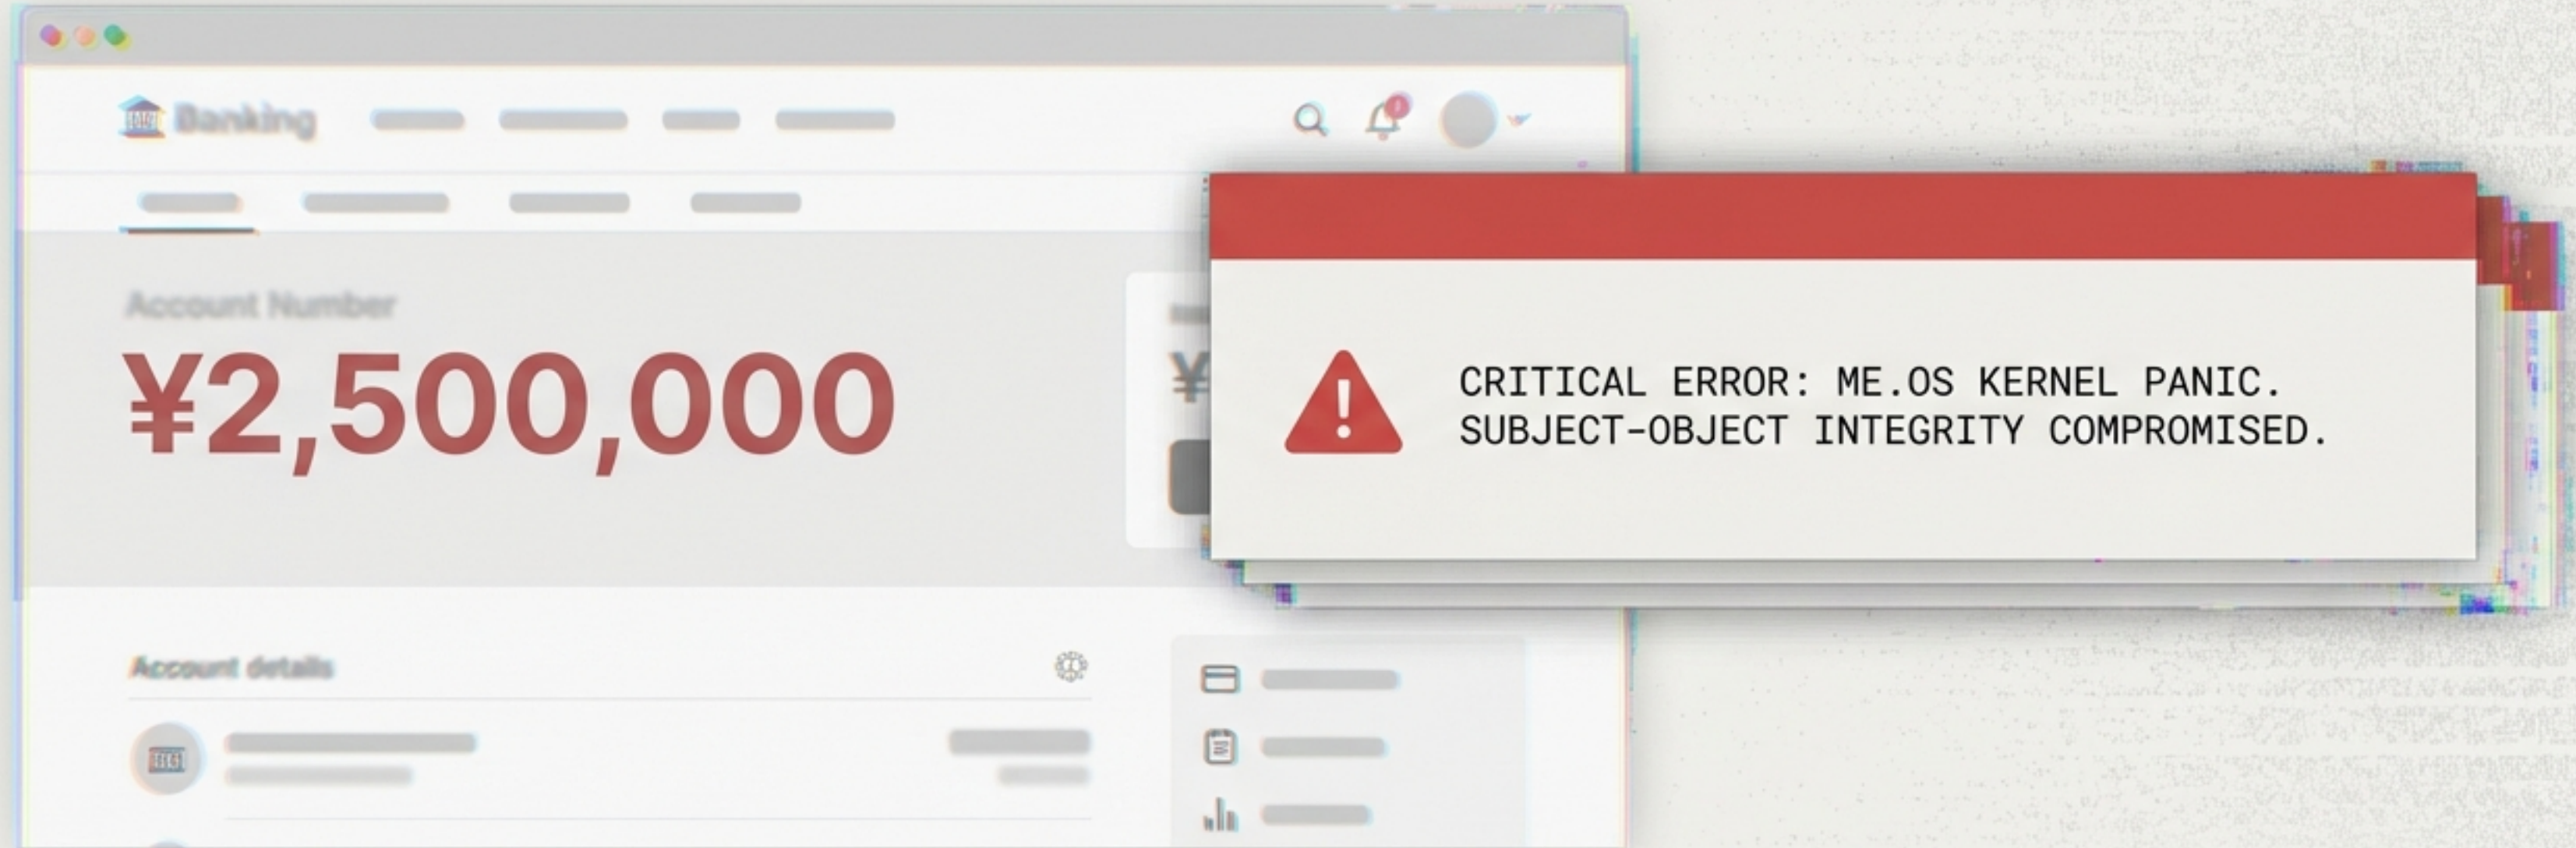 Banking
Account Number
¥2,500,000
¥
CRITICAL ERROR: ME.OS KERNEL PANIC.
SUBJECT-OBJECT INTEGRITY COMPROMISED.
Account details